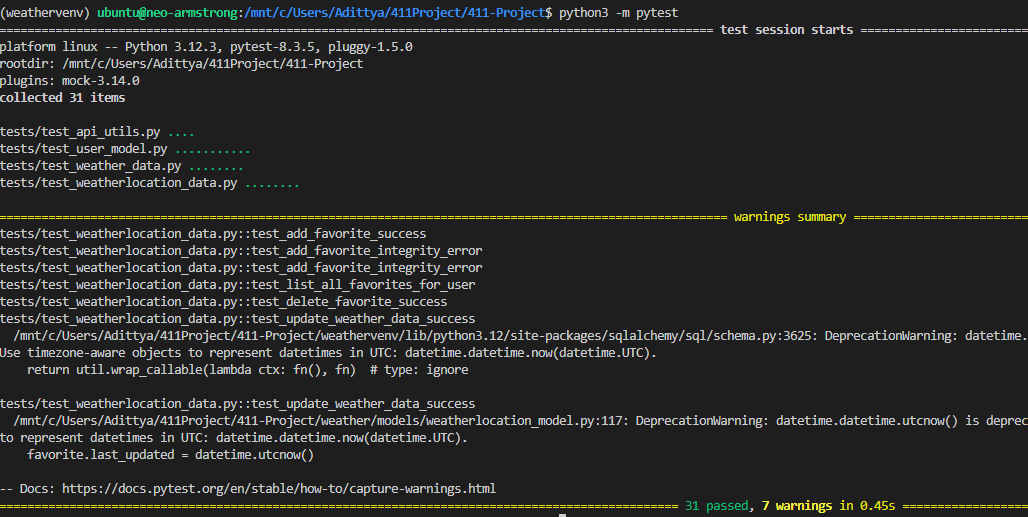 (weathervenv) ubuntu@neo-armstrong:/mnt/c/Users/Adittya/411Project/411-Project$ python3 -m pytest
============================ test session starts ============================
platform linux -- Python 3.12.3, pytest-8.3.5, pluggy-1.5.0
rootdir: /mnt/c/Users/Adittya/411Project/411-Project
plugins: mock-3.14.0
collected 31 items
tests/test_api_utils.py ....
tests/test_user_model.py ...........
tests/test_weather_data.py ........
tests/test_weatherlocation_data.py ........
============================ warnings summary ============================
tests/test_weatherlocation_data.py::test_add_favorite_success
tests/test_weatherlocation_data.py::test_add_favorite_integrity_error
tests/test_weatherlocation_data.py::test_add_favorite_integrity_error
tests/test_weatherlocation_data.py::test_list_all_favorites_for_user
tests/test_weatherlocation_data.py::test_delete_favorite_success
tests/test_weatherlocation_data.py::test_update_weather_data_success
/mnt/c/Users/Adittya/411Project/411-Project/weathervenv/lib/python3.12/site-packages/sqlalchemy/sql/schema.py:3625: DeprecationWarning: datetime.
Use timezone-aware objects to represent datetimes in UTC: datetime.datetime.now(datetime.UTC).
return util.wrap_callable(lambda ctx: fn(), fn)  # type: ignore
tests/test_weatherlocation_data.py::test_update_weather_data_success
/mnt/c/Users/Adittya/411Project/411-Project/weather/models/weatherlocation_model.py:117: DeprecationWarning: datetime.datetime.utcnow() is deprec
to represent datetimes in UTC: datetime.datetime.now(datetime.UTC).
favorite.last_updated = datetime.utcnow()
-- Docs: https://docs.pytest.org/en/stable/how-to/capture-warnings.html
============================ 31 passed, 7 warnings in 0.45s ============================